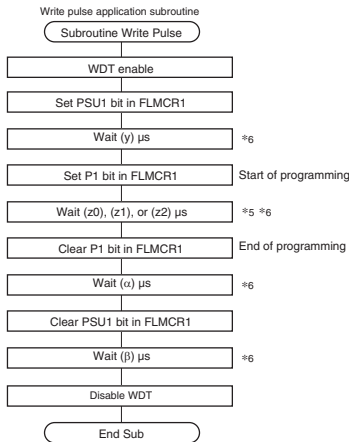 Write pulse application subroutine
Subroutine Write Pulse
WDT enable
Set PSU1 bit in FLMCR1
Wait (y) µs *6
Set P1 bit in FLMCR1 Start of programming
Wait (z0), (z1), or (z2) µs *5 *6
Clear P1 bit in FLMCR1 End of programming
Wait (α) µs *6
Clear PSU1 bit in FLMCR1
Wait (β) µs *6
Disable WDT
End Sub